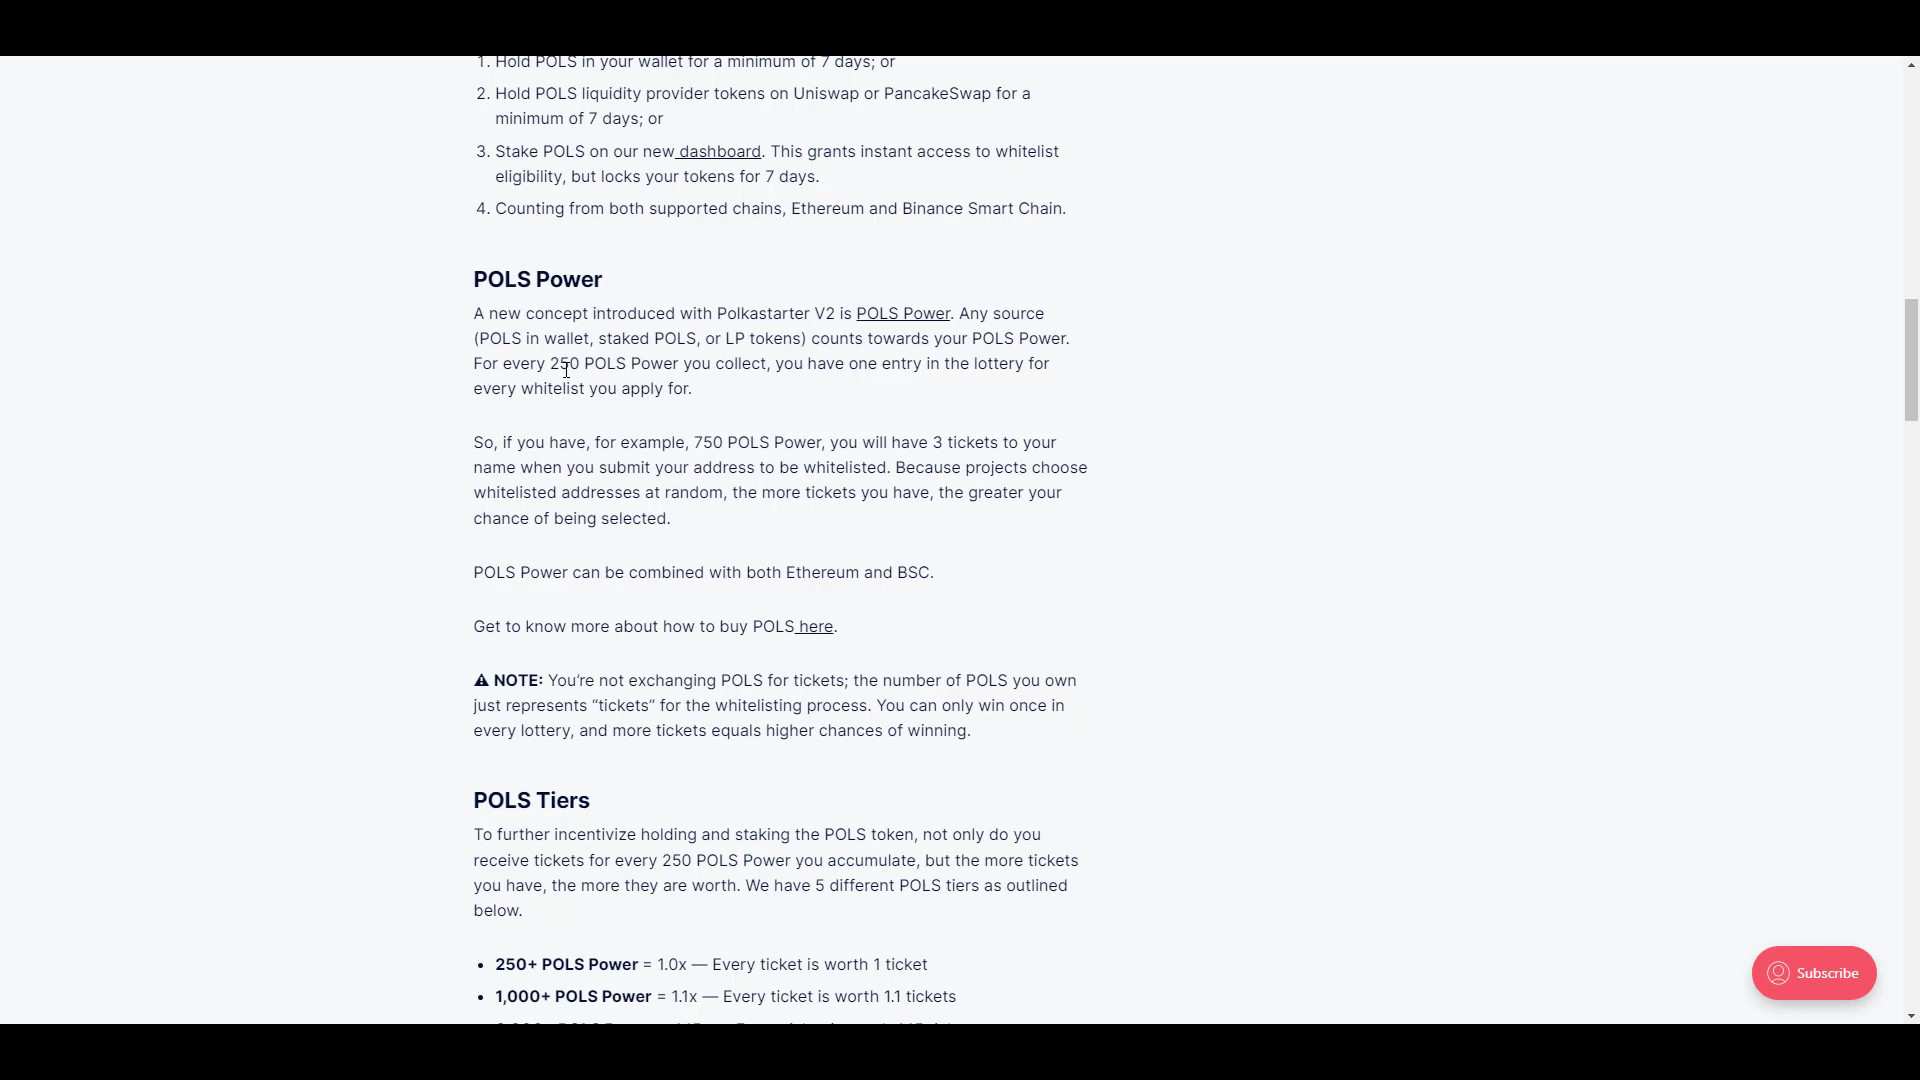 1. Hold POLS in your wallet for a minimum of 7 days; or
2. Hold POLS liquidity provider tokens on Uniswap or PancakeSwap for a
minimum of 7 days; or
3. Stake POLS on our new dashboard. This grants instant access to whitelist
eligibility, but locks your tokens for 7 days.
4. Counting from both supported chains, Ethereum and Binance Smart Chain.
POLS Power
A new concept introduced with Polkastarter V2 is POLS Power. Any source
(POLS in wallet, staked POLS, or LP tokens) counts towards your POLS Power.
For every 250 POLS Power you collect, you have one entry in the lottery for
every whitelist you apply for.
So, if you have, for example, 750 POLS Power, you will have 3 tickets to your
name when you submit your address to be whitelisted. Because projects choose
whitelisted addresses at random, the more tickets you have, the greater your
chance of being selected.
POLS Power can be combined with both Ethereum and BSC.
Get to know more about how to buy POLS here.
⚠ NOTE: You’re not exchanging POLS for tickets; the number of POLS you own
just represents “tickets” for the whitelisting process. You can only win once in
every lottery, and more tickets equals higher chances of winning.
POLS Tiers
To further incentivize holding and staking the POLS token, not only do you
receive tickets for every 250 POLS Power you accumulate, but the more tickets
you have, the more they are worth. We have 5 different POLS tiers as outlined
below.
• 250+ POLS Power = 1.0x — Every ticket is worth 1 ticket
• 1,000+ POLS Power = 1.1x — Every ticket is worth 1.1 tickets
Subscribe